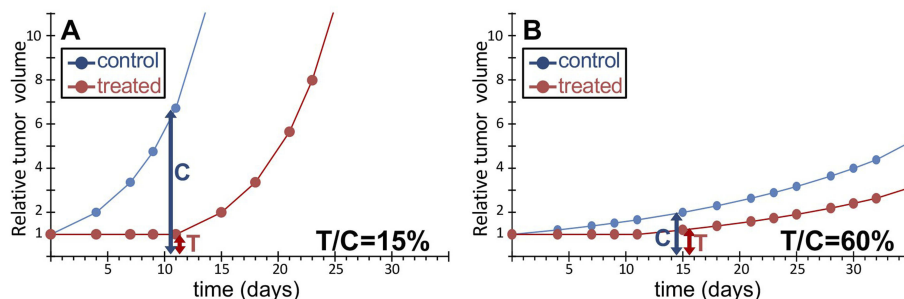 A
Relative tumor volume
10
8
6
4
2
1
control
treated
C
T
T/C=15%
5
10
15
20
25
30
time (days)
B
Relative tumor volume
10
8
6
4
2
1
control
treated
C
T
T/C=60%
5
10
15
20
25
30
time (days)